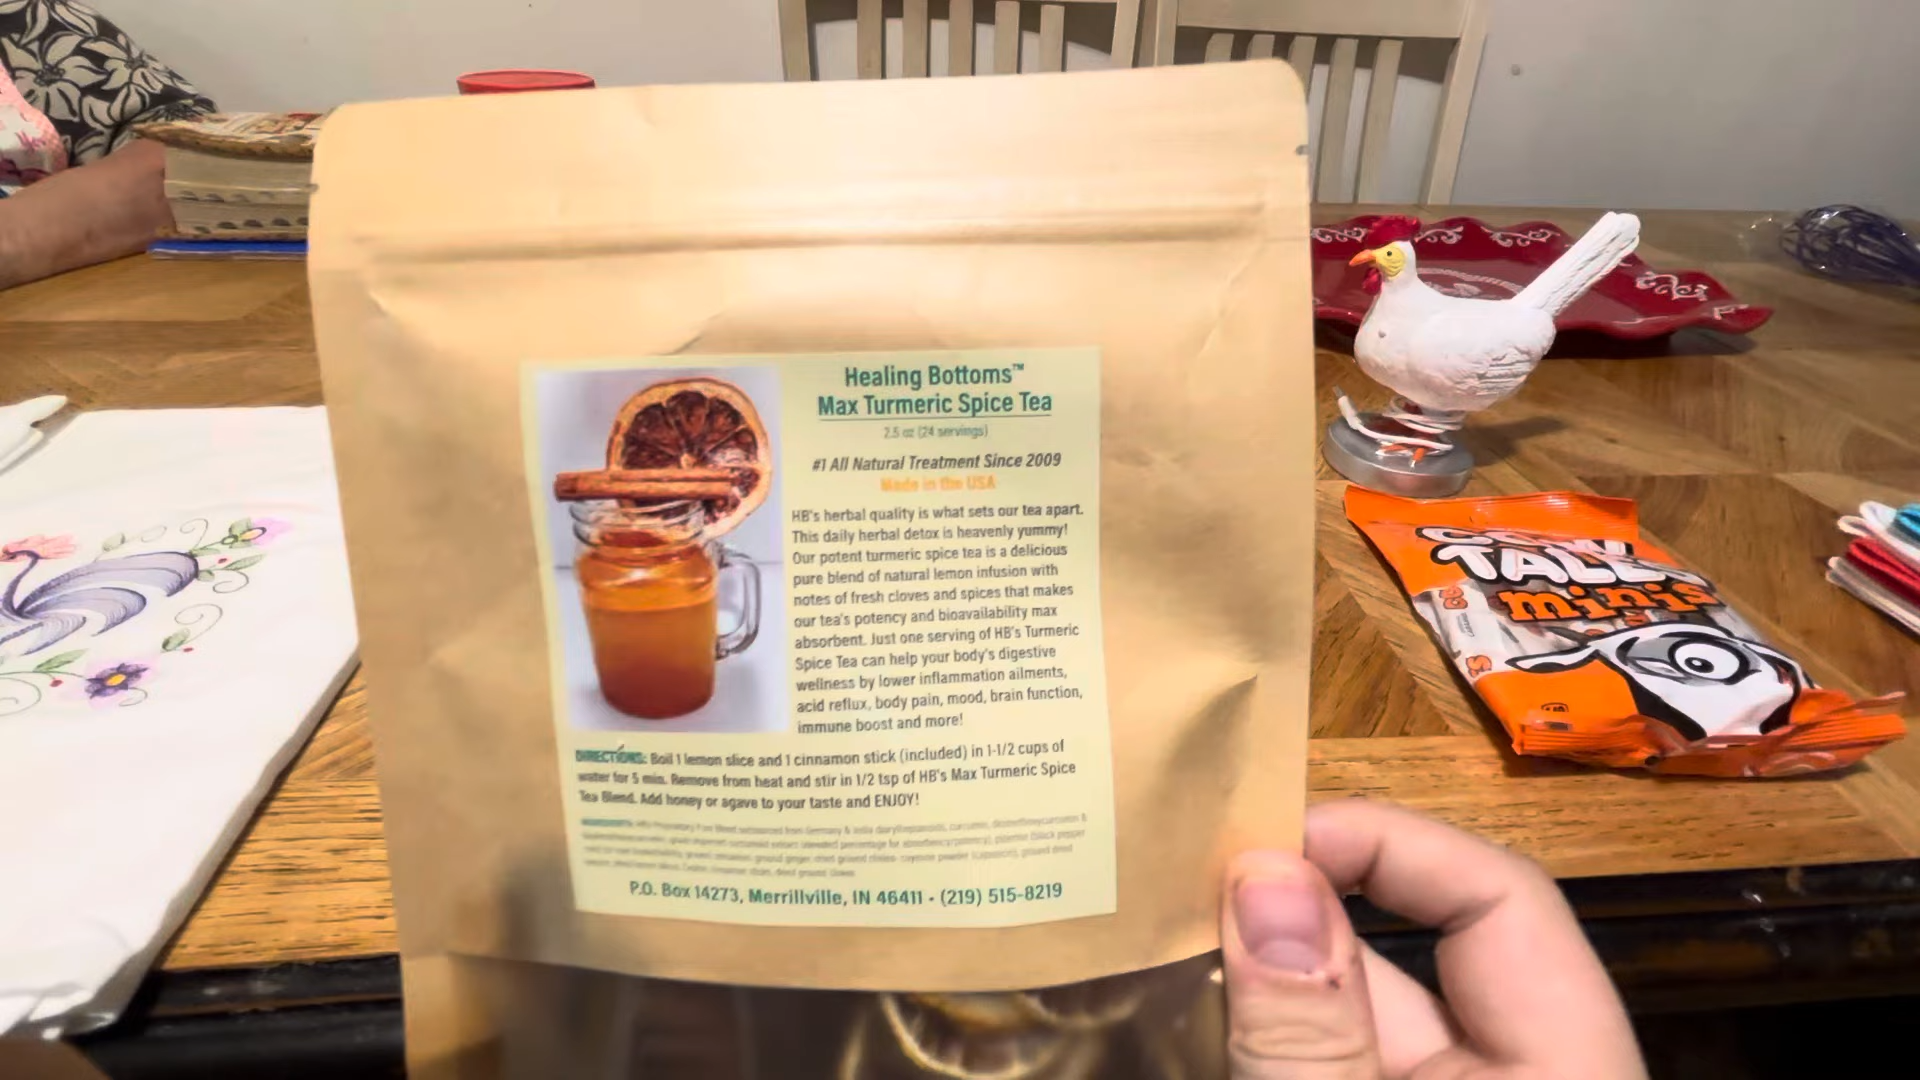 Healing Bottoms™
Max Turmeric Spice Tea
2.5 oz (24 servings)
#1 All Natural Treatment Since 2009
Made in the USA
HB's herbal quality is what sets our tea apart.
This daily herbal detox is heavenly yummy!
Our potent turmeric spice tea is a delicious
pure blend of natural lemon infusion with
notes of fresh cloves and spices that makes
our tea's potency and bioavailability max
absorbent. Just one serving of HB's Turmeric
Spice Tea can help your body's digestive
wellness by lower inflammation ailments,
acid reflux, body pain, mood, brain function,
immune boost and more!
DIRECTIONS: Boil 1 lemon slice and 1 cinnamon stick (included) in 1-1/2 cups of
water for 5 min. Remove from heat and stir in 1/2 tsp of HB's Max Turmeric Spice
Tea Blend. Add honey or agave to your taste and ENJOY!
P.O. Box 14273, Merrillville, IN 46411 • (219) 515-8219
COW
TALES
minis